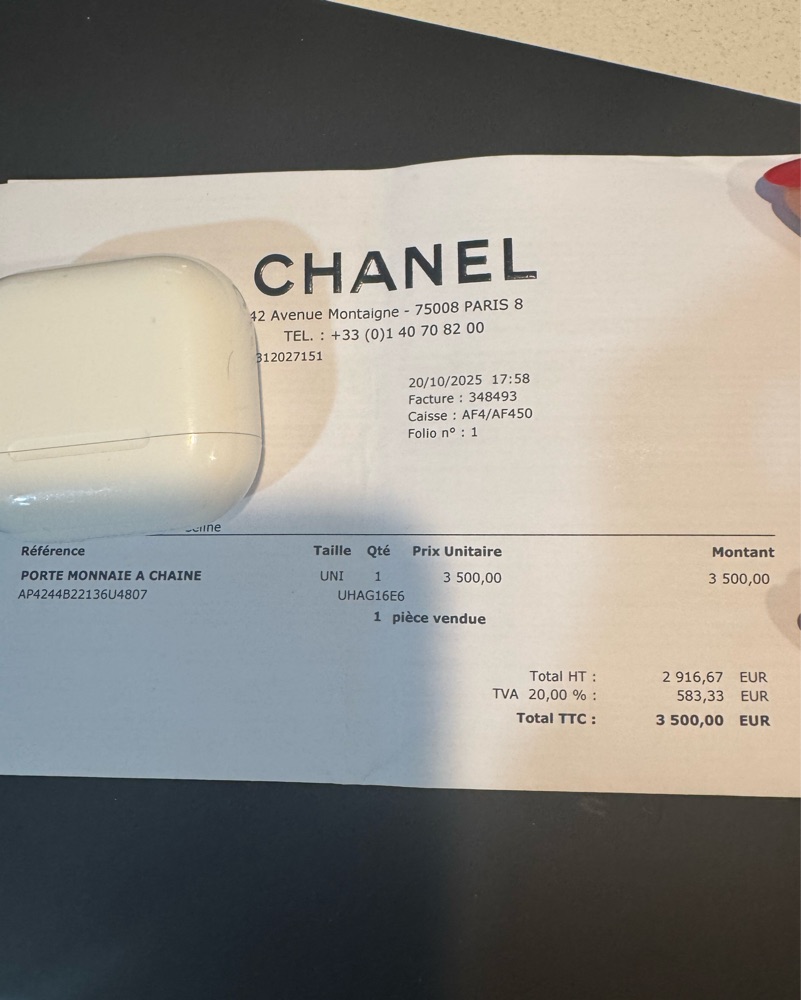 CHANEL
42 Avenue Montaigne - 75008 PARIS 8
TEL. : +33 (0)1 40 70 82 00
312027151
20/10/2025 17:58
Facture : 348493
Caisse : AF4/AF450
Folio n° : 1
Référence Taille Qté Prix Unitaire Montant
PORTE MONNAIE A CHAINE UNI 1 3 500,00 3 500,00
AP4244B22136U4807 UHAG16E6
1 pièce vendue
Total HT : 2 916,67 EUR
TVA 20,00 % : 583,33 EUR
Total TTC : 3 500,00 EUR